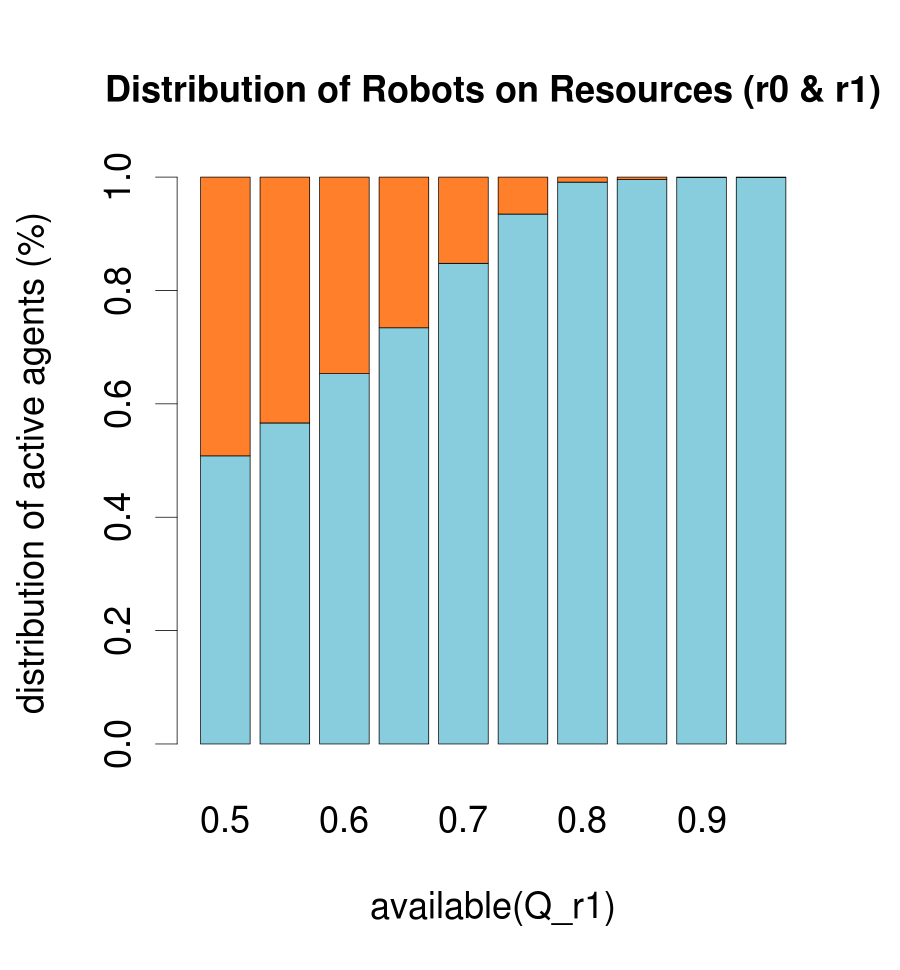 Distribution of Robots on Resources (r0 & r1)
distribution of active agents (%)
1.0
0.8
0.6
0.4
0.2
0.0
0.5 0.6 0.7 0.8 0.9
available(Q_r1)